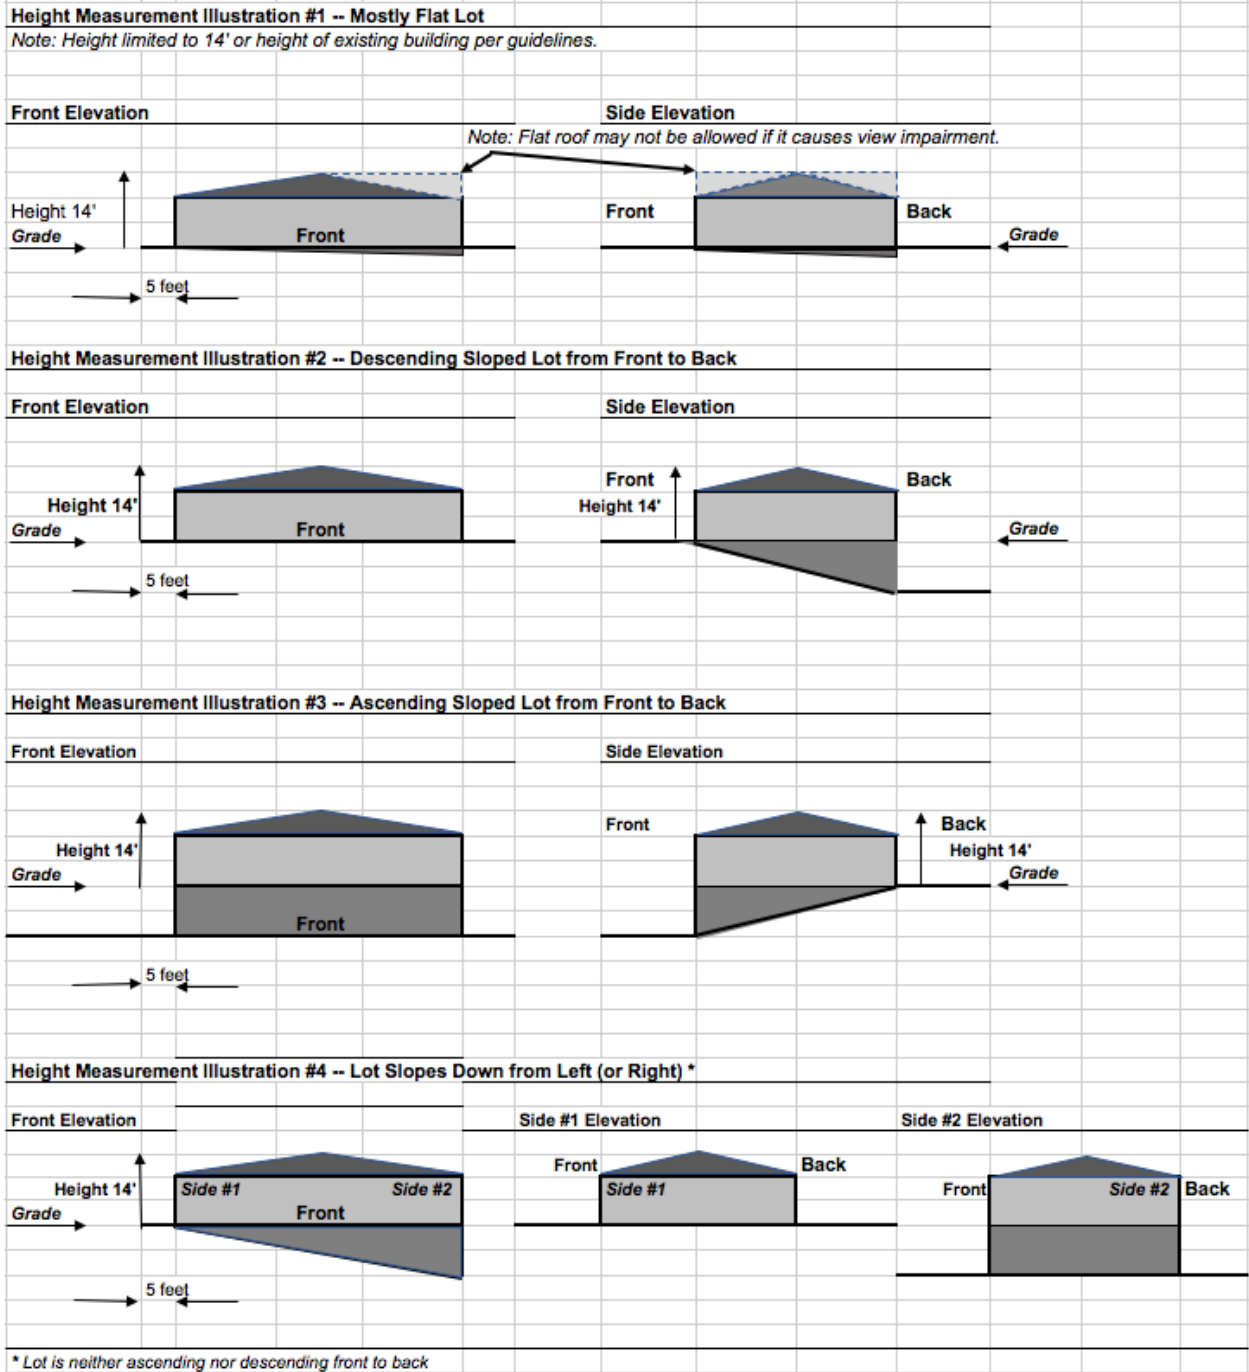 Height Measurement Illustration #1 -- Mostly Flat Lot
Note: Height limited to 14' or height of existing building per guidelines.
Front Elevation
Side Elevation
Note: Flat roof may not be allowed if it causes view impairment.
Height 14'
Grade
Front
Front
Back
Grade
5 feet
Height Measurement Illustration #2 -- Descending Sloped Lot from Front to Back
Front Elevation
Side Elevation
Height 14'
Grade
Front
Front
Height 14'
Back
Grade
5 feet
Height Measurement Illustration #3 -- Ascending Sloped Lot from Front to Back
Front Elevation
Side Elevation
Height 14'
Grade
Front
Front
Back
Height 14'
Grade
5 feet
Height Measurement Illustration #4 -- Lot Slopes Down from Left (or Right) *
Front Elevation
Side #1 Elevation
Side #2 Elevation
Height 14'
Grade
Side #1
Side #2
Front
Front
Back
Side #1
Front
Side #2
Back
5 feet
* Lot is neither ascending nor descending front to back